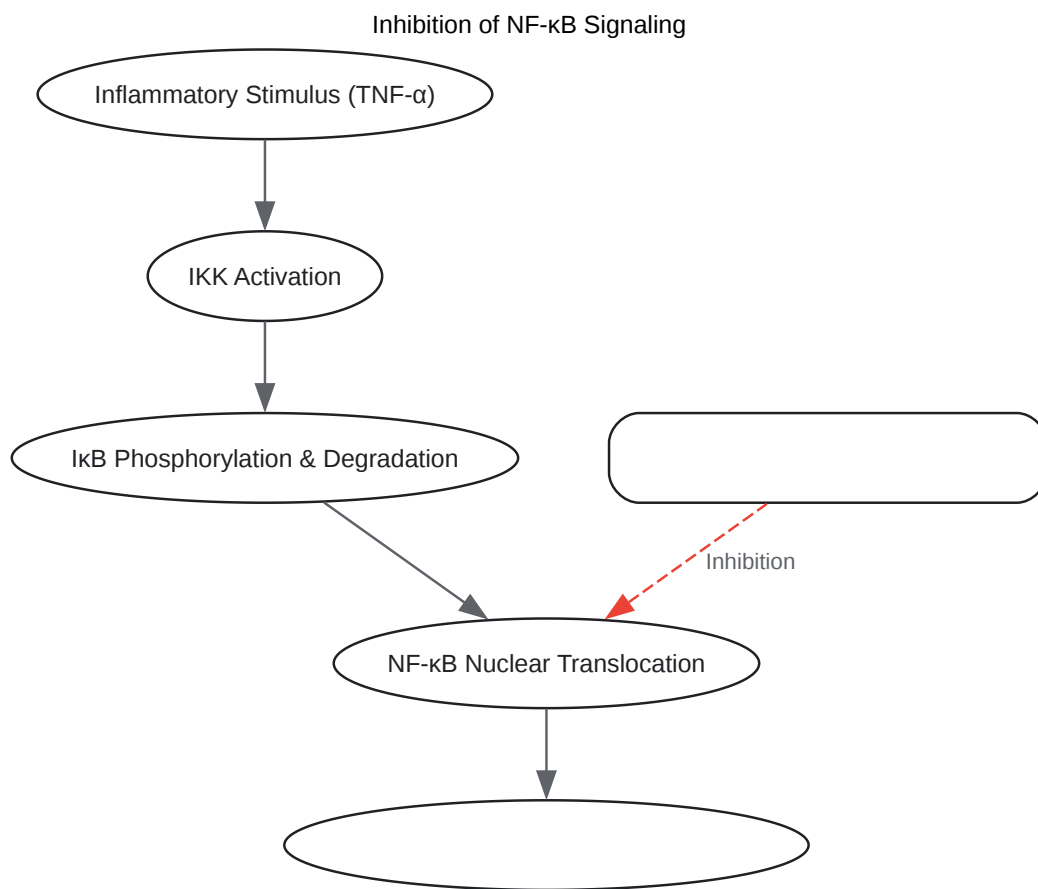 Inhibition of NF-κB Signaling
Inflammatory Stimulus (TNF-α)
IKK Activation
IκB Phosphorylation & Degradation
Inhibition
NF-κB Nuclear Translocation